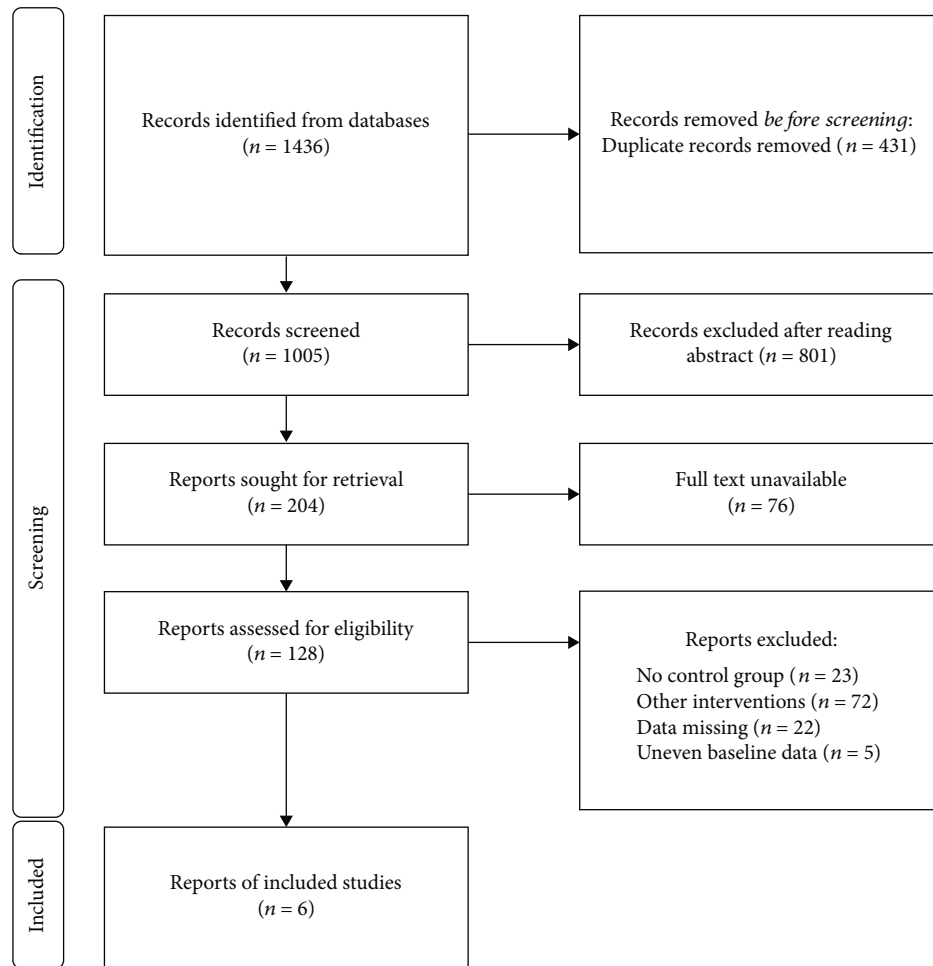 Identification
Records identified from databases
(n = 1436)
Records removed before screening:
Duplicate records removed (n = 431)
Screening
Records screened
(n = 1005)
Records excluded after reading
abstract (n = 801)
Reports sought for retrieval
(n = 204)
Full text unavailable
(n = 76)
Reports assessed for eligibility
(n = 128)
Reports excluded:
No control group (n = 23)
Other interventions (n = 72)
Data missing (n = 22)
Uneven baseline data (n = 5)
Included
Reports of included studies
(n = 6)